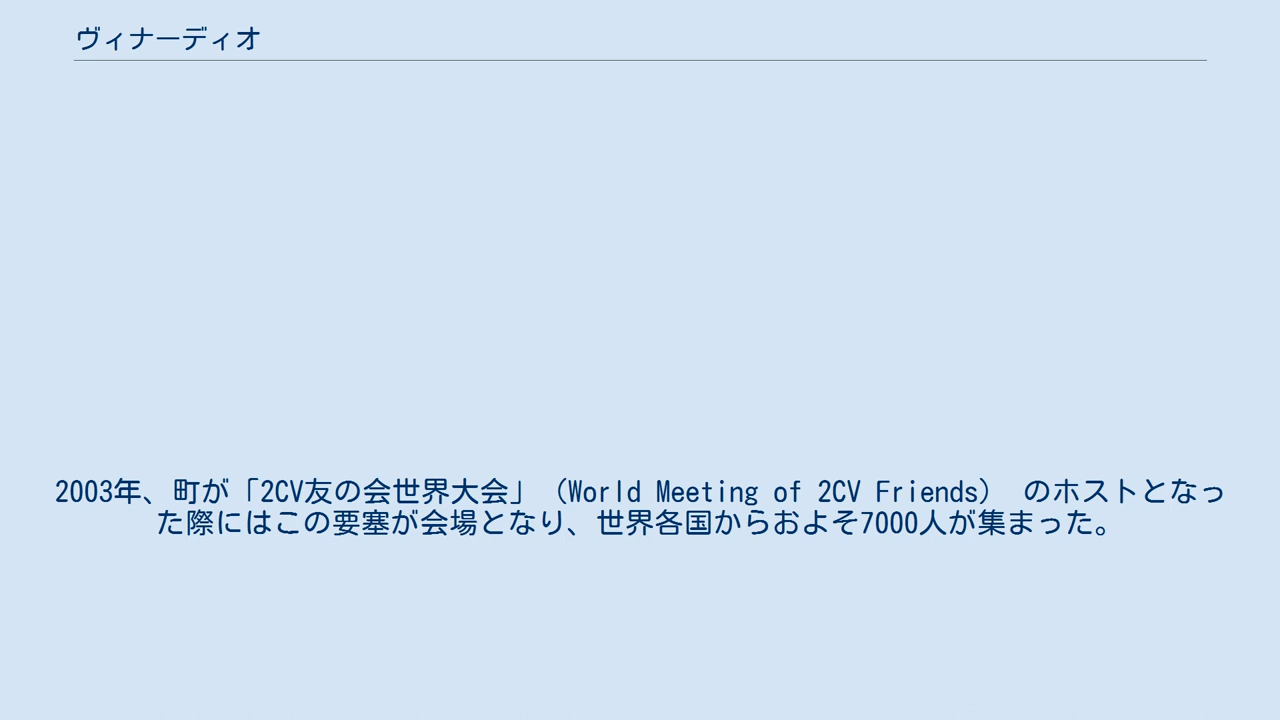 ヴィナーディオ
2003年、町が「2CV友の会世界大会」（World Meeting of 2CV Friends） のホストとなっ
た際にはこの要塞が会場となり、世界各国からおよそ7000人が集まった。